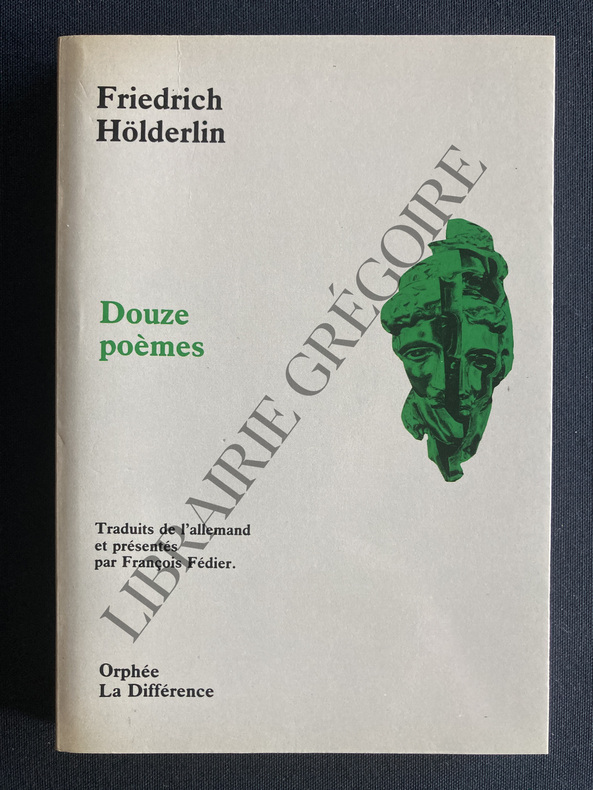 Friedrich
Hölderlin
Douze
poèmes
Traduits de l'allemand
et présentés
par François Fédier.
Orphée
La Différence
LIBRAIRIE GRÉGOIRE